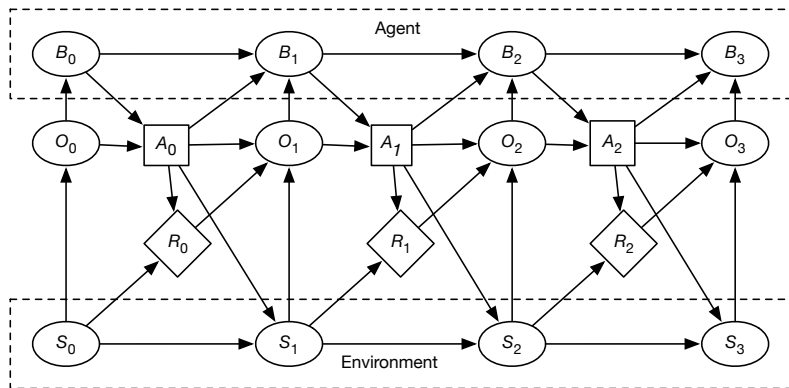 Agent
B0 B1 B2 B3
O0 A0 O1 A1 O2 A2 O3
R0 R1 R2
S0 S1 S2 S3
Environment